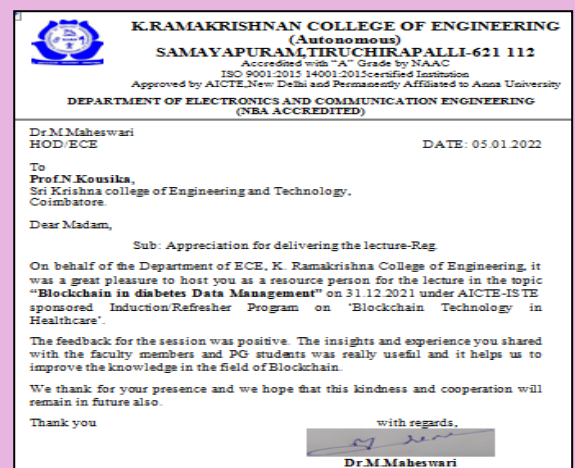 K.RAMAKRISHNAN COLLEGE OF ENGINEERING
(Autonomous)
SAMAYAPURAM,TIRUCHIRAPALLI-621 112
Accredited with "A" Grade by NAAC
ISO 9001:2015 14001:2015certified Institution
Approved by AICTE,New Delhi and Permanently Affiliated to Anna University
DEPARTMENT OF ELECTRONICS AND COMMUNICATION ENGINEERING
(NBA ACCREDITED)
Dr.M.Maheswari
HOD/ECE DATE: 05.01.2022
To
Prof.N.Kousika,
Sri Krishna college of Engineering and Technology,
Coimbatore.
Dear Madam,
Sub: Appreciation for delivering the lecture-Reg.
On behalf of the Department of ECE, K. Ramakrishna College of Engineering, it
was a great pleasure to host you as a resource person for the lecture in the topic
"Blockchain in diabetes Data Management" on 31.12.2021 under AICTE-ISTE
sponsored Induction/Refresher Program on 'Blockchain Technology in
Healthcare'.
The feedback for the session was positive. The insights and experience you shared
with the faculty members and PG students was really useful and it helps us to
improve the knowledge in the field of Blockchain.
We thank for your presence and we hope that this kindness and cooperation will
remain in future also.
Thank you with regards,
Dr.M.Maheswari